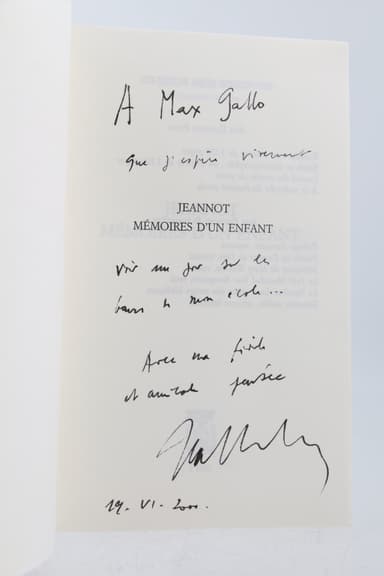 A Max Gallo
que j'espère vivement
JEANNOT
MÉMOIRES D'UN ENFANT
voir un jour sur les
bancs de mon école...
Avec ma fidèle
et amicale pensée
19. VI. 2000.